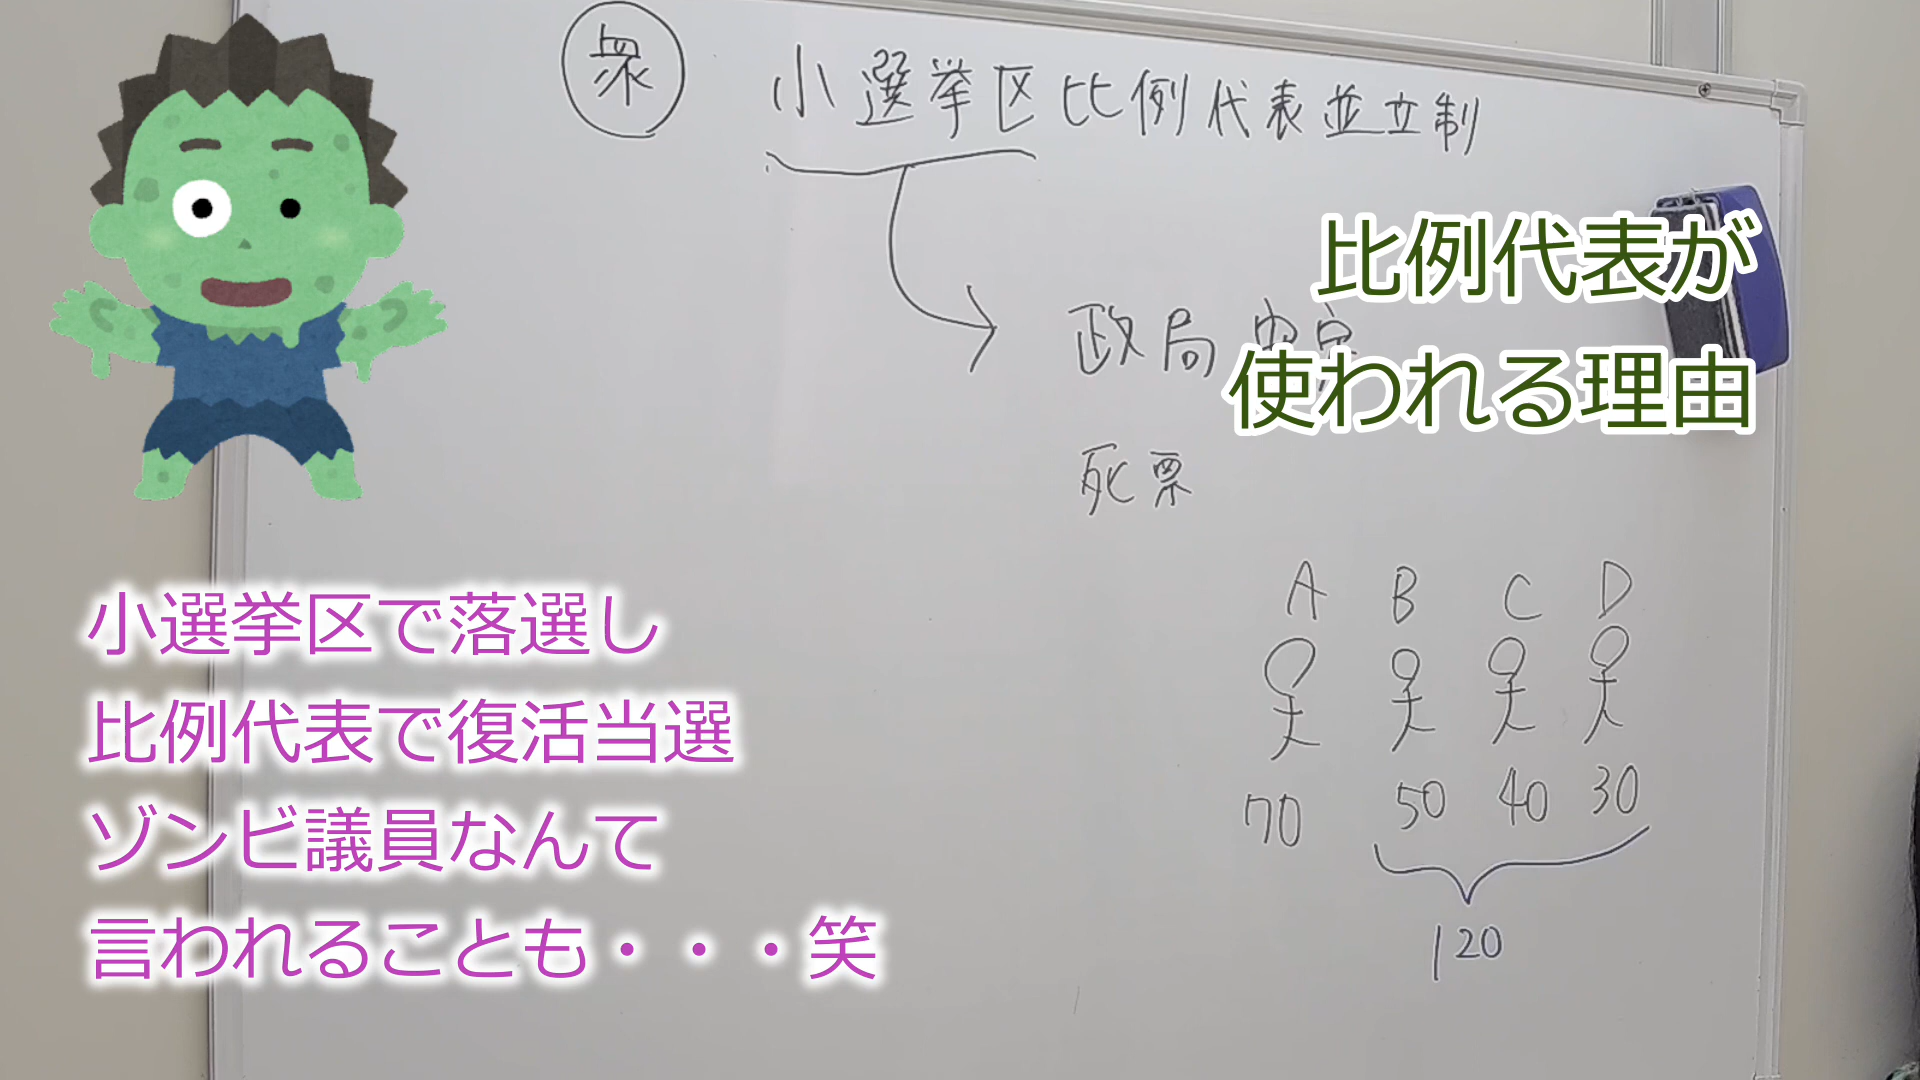 衆
小選挙区比例代表並立制
比例代表が
政局
使われる理由
死票
A B C D
70 50 40 30
120
小選挙区で落選し
比例代表で復活当選
ゾンビ議員なんて
言われることも・・・笑